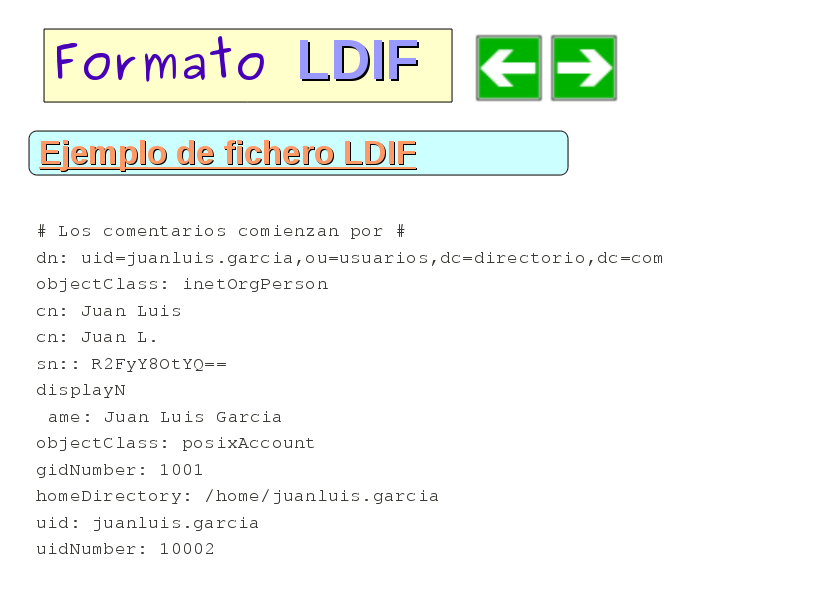 Formato LDIF
Ejemplo de fichero LDIF
# Los comentarios comienzan por #
dn: uid=juanluis.garcia,ou=usuarios,dc=directorio,dc=com
objectClass: inetOrgPerson
cn: Juan Luis
cn: Juan L.
sn:: R2FyY8OtYQ==
displayN
 ame: Juan Luis Garcia
objectClass: posixAccount
gidNumber: 1001
homeDirectory: /home/juanluis.garcia
uid: juanluis.garcia
uidNumber: 10002